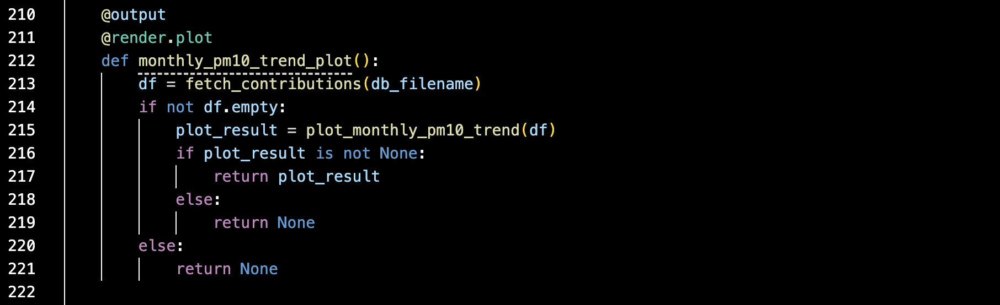 210 @output
211 @render.plot
212 def monthly_pm10_trend_plot():
213 df = fetch_contributions(db_filename)
214 if not df.empty:
215 plot_result = plot_monthly_pm10_trend(df)
216 if plot_result is not None:
217 return plot_result
218 else:
219 return None
220 else:
221 return None
222